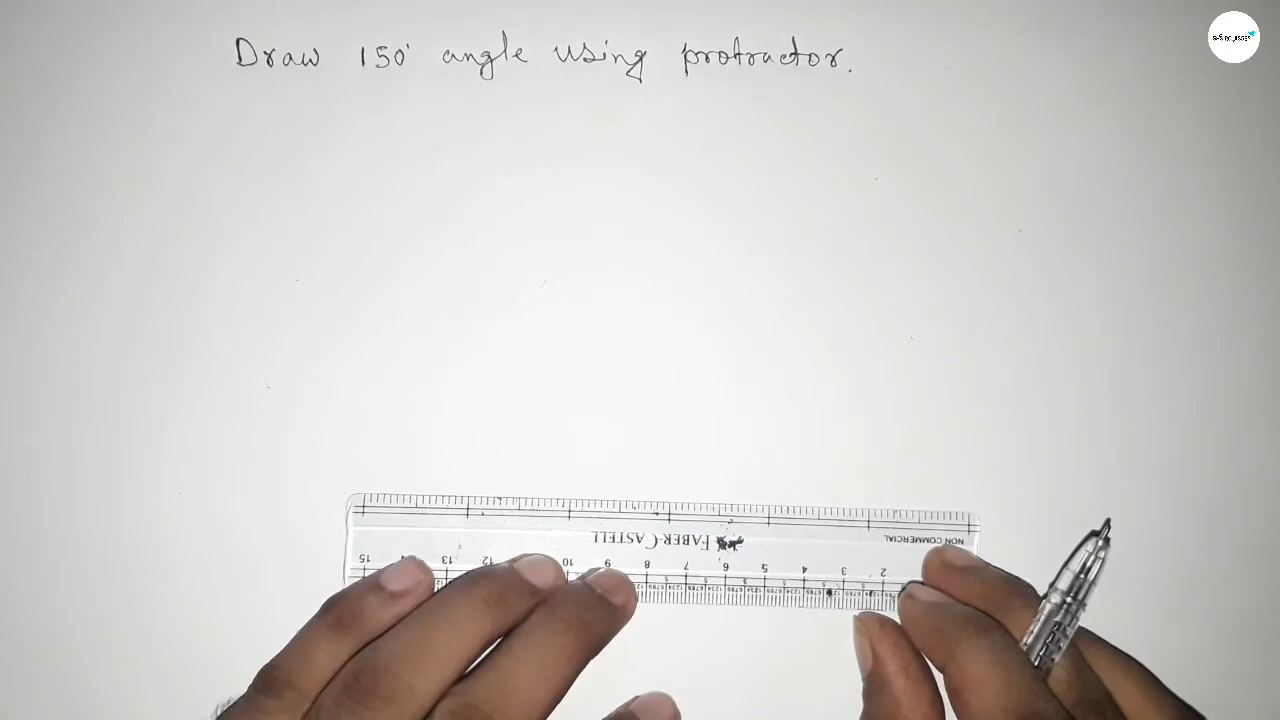 Draw 150° angle using protractor.
FABER-CASTELL
NON COMMERCIAL
15 14 13 12 10 9 8 7 6 5 4 3 2